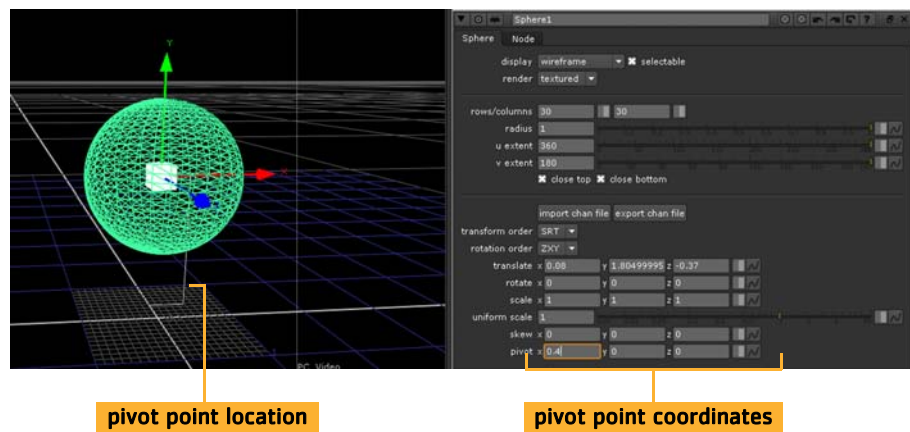 Y
X
PC_Video
Sphere1
?
Sphere Node
display wireframe selectable
render textured
rows/columns 30 30
radius 1
u extent 360
v extent 180
close top close bottom
import chan file export chan file
transform order SRT
rotation order ZXY
translate x 0.08 y 1.80499995 z -0.37
rotate x 0 y 0 z 0
scale x 1 y 1 z 1
uniform scale 1
skew x 0 y 0 z 0
pivot x 0.4 y 0 z 0
pivot point location
pivot point coordinates